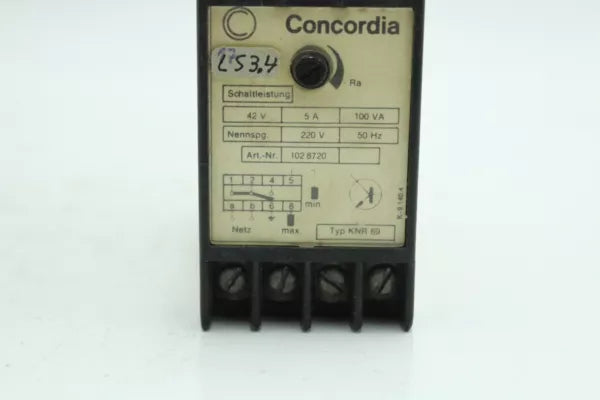 © Concordia
L53.4
Ra
Schaltleistung
42 V 5 A 100 VA
Nennspg. 220 V 50 Hz
Art.-Nr. 102 8720
1 2 4 5
min
a b 6 8
Netz max Typ KNR 69